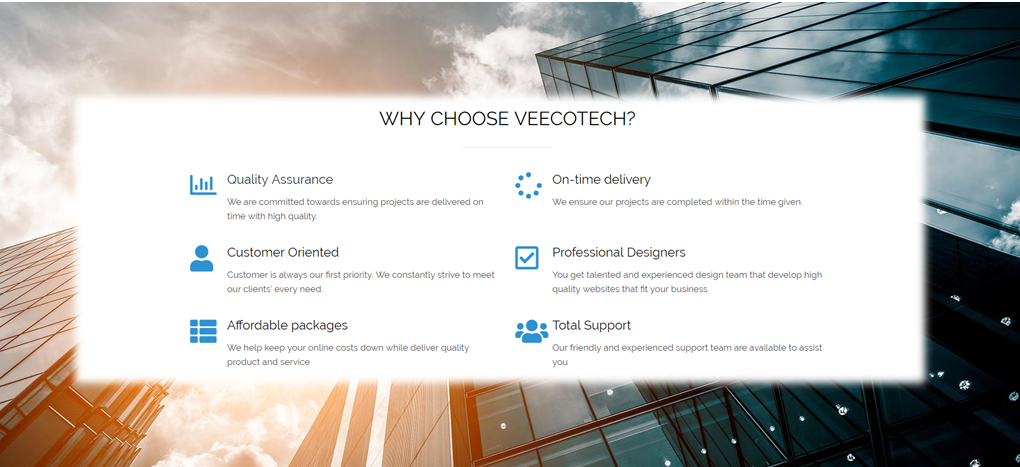 WHY CHOOSE VEECOTECH?
Quality Assurance
We are committed towards ensuring projects are delivered on
time with high quality.
On-time delivery
We ensure our projects are completed within the time given.
Customer Oriented
Customer is always our first priority. We constantly strive to meet
our clients' every need.
Professional Designers
You get talented and experienced design team that develop high
quality websites that fit your business
Affordable packages
We help keep your online costs down while deliver quality
product and service
Total Support
Our friendly and experienced support team are available to assist
you